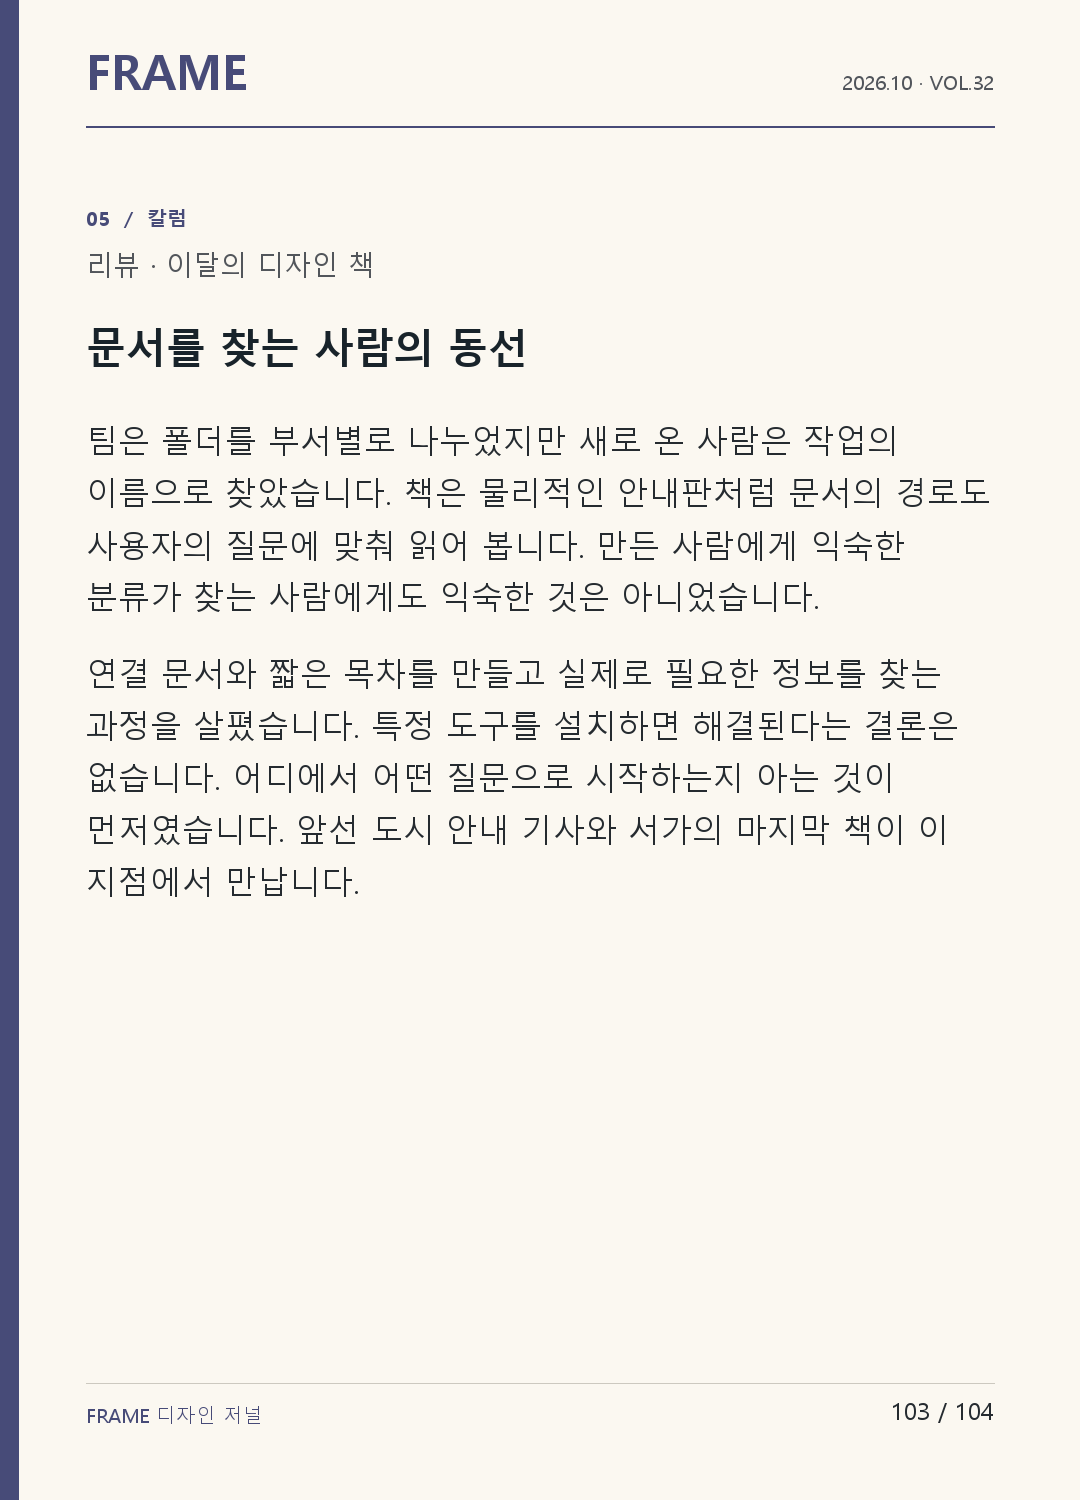 FRAME
2026.10 · VOL.32
05 / 칼럼
리뷰 · 이달의 디자인 책
문서를 찾는 사람의 동선
팀은 폴더를 부서별로 나누었지만 새로 온 사람은 작업의
이름으로 찾았습니다. 책은 물리적인 안내판처럼 문서의 경로도
사용자의 질문에 맞춰 읽어 봅니다. 만든 사람에게 익숙한
분류가 찾는 사람에게도 익숙한 것은 아니었습니다.
연결 문서와 짧은 목차를 만들고 실제로 필요한 정보를 찾는
과정을 살폈습니다. 특정 도구를 설치하면 해결된다는 결론은
없습니다. 어디에서 어떤 질문으로 시작하는지 아는 것이
먼저였습니다. 앞선 도시 안내 기사와 서가의 마지막 책이 이
지점에서 만납니다.
FRAME 디자인 저널
103 / 104